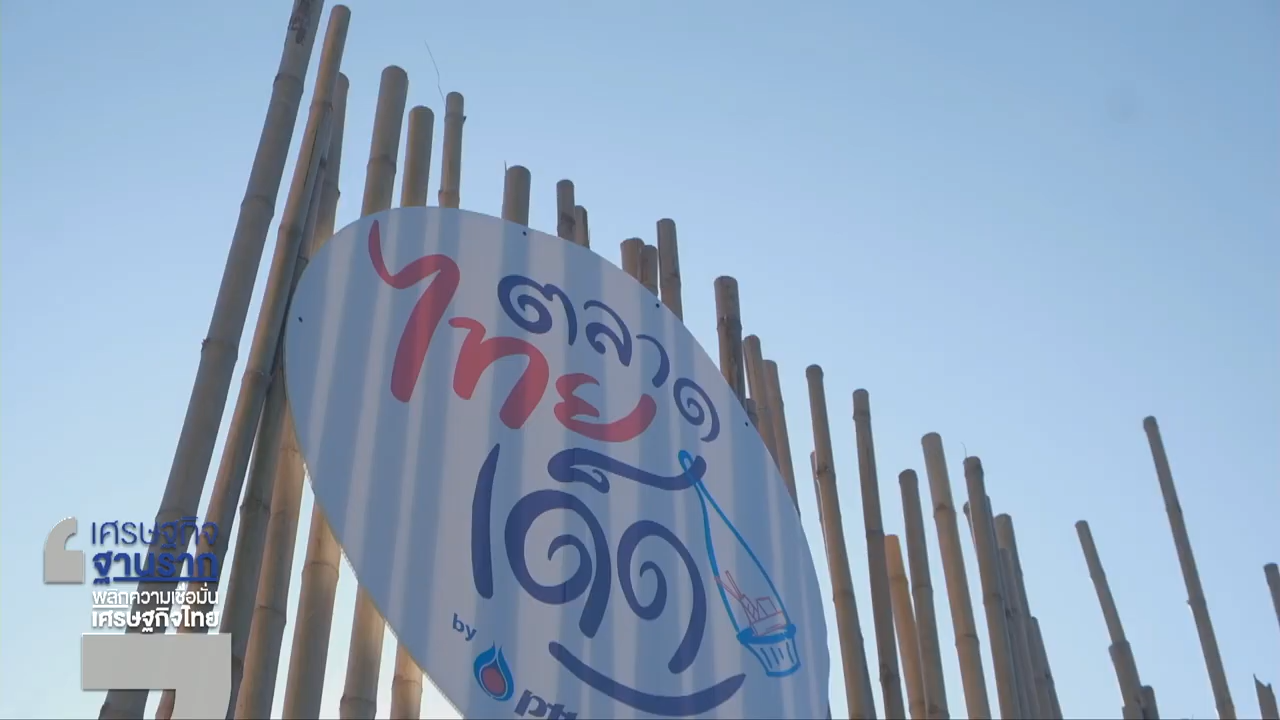 ตลาด
ไทย
เด็ด
by
ptt
เศรษฐกิจ
ฐานราก
พลิกความเชื่อมั่น
เศรษฐกิจไทย